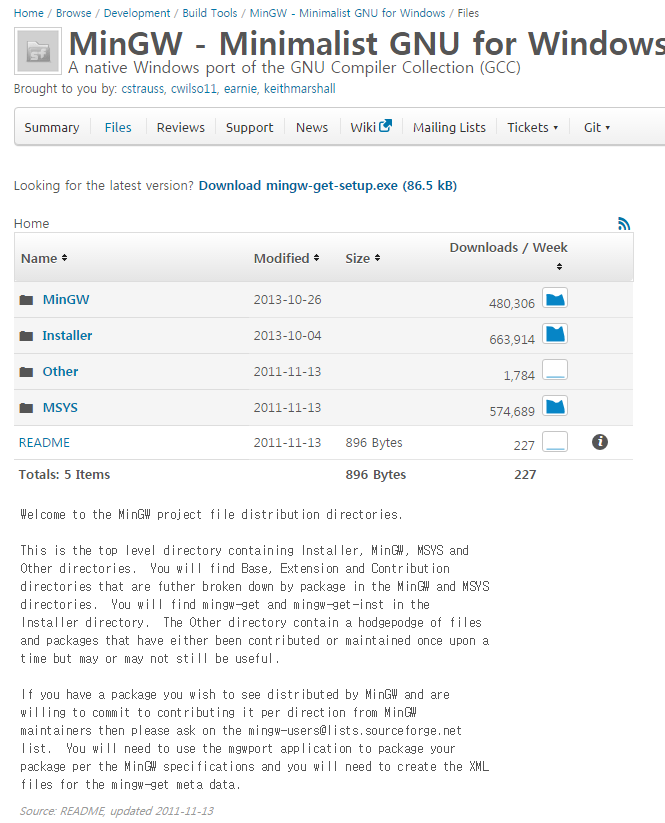 Home / Browse / Development / Build Tools / MinGW - Minimalist GNU for Windows / Files
MinGW - Minimalist GNU for Windows
A native Windows port of the GNU Compiler Collection (GCC)
Brought to you by: cstrauss, cwilso11, earnie, keithmarshall
Summary Files Reviews Support News Wiki Mailing Lists Tickets Git
Looking for the latest version? Download mingw-get-setup.exe (86.5 kB)
Home
Name Modified Size Downloads / Week
MinGW 2013-10-26 480,306
Installer 2013-10-04 663,914
Other 2011-11-13 1,784
MSYS 2011-11-13 574,689
README 2011-11-13 896 Bytes 227
Totals: 5 Items 896 Bytes 227
Welcome to the MinGW project file distribution directories.
This is the top level directory containing Installer, MinGW, MSYS and
Other directories. You will find Base, Extension and Contribution
directories that are futher broken down by package in the MinGW and MSYS
directories. You will find mingw-get and mingw-get-inst in the
Installer directory. The Other directory contain a hodgepodge of files
and packages that have either been contributed or maintained once upon a
time but may or may not still be useful.
If you have a package you wish to see distributed by MinGW and are
willing to commit to contributing it per direction from MinGW
maintainers then please ask on the mingw-users@lists.sourceforge.net
list. You will need to use the mgwport application to package your
package per the MinGW specifications and you will need to create the XML
files for the mingw-get meta data.
Source: README, updated 2011-11-13